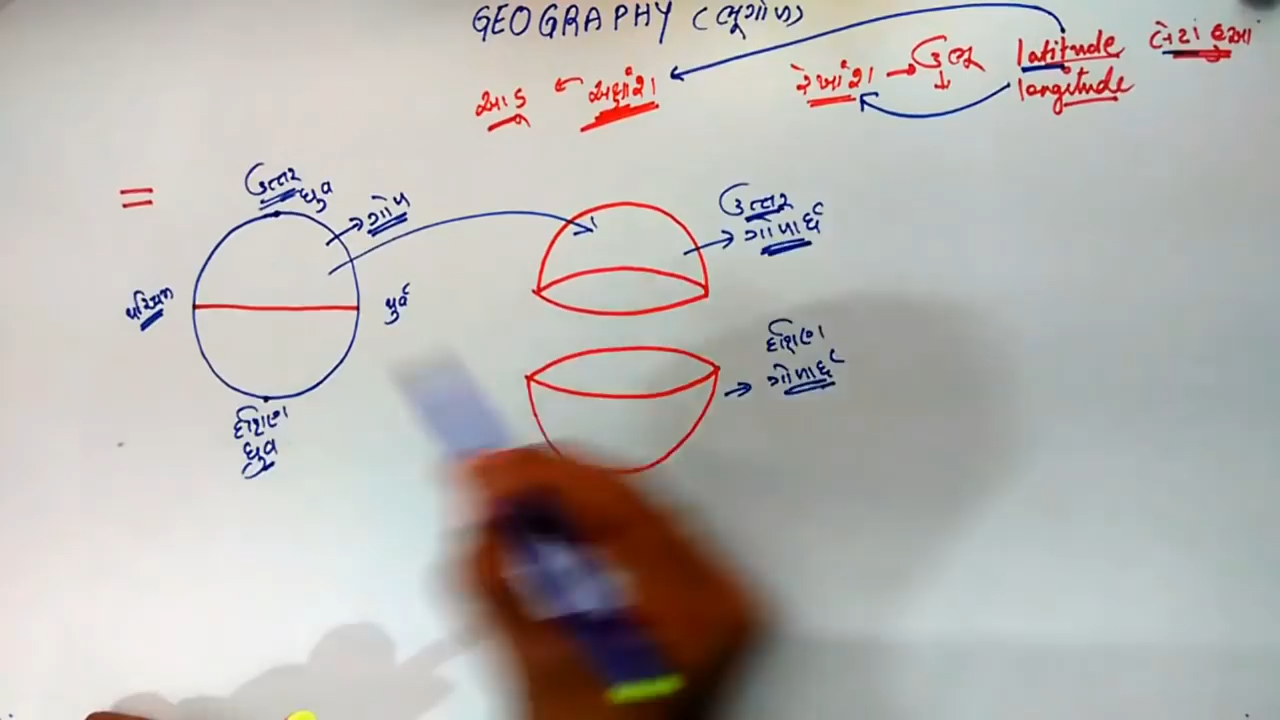 GEOGRAPHY (ભૂગોળ)
આડ ← અક્ષાંશ
રેખાંશ → ઉભ latitude
longitude
ઉત્તર
ધ્રુવ
ગોળ
પશ્ચિમ
પુર્વ
દક્ષિણ
ધ્રુવ
ઉત્તર
ગોળાર્ધ
દક્ષિણ
ગોળાર્ધ